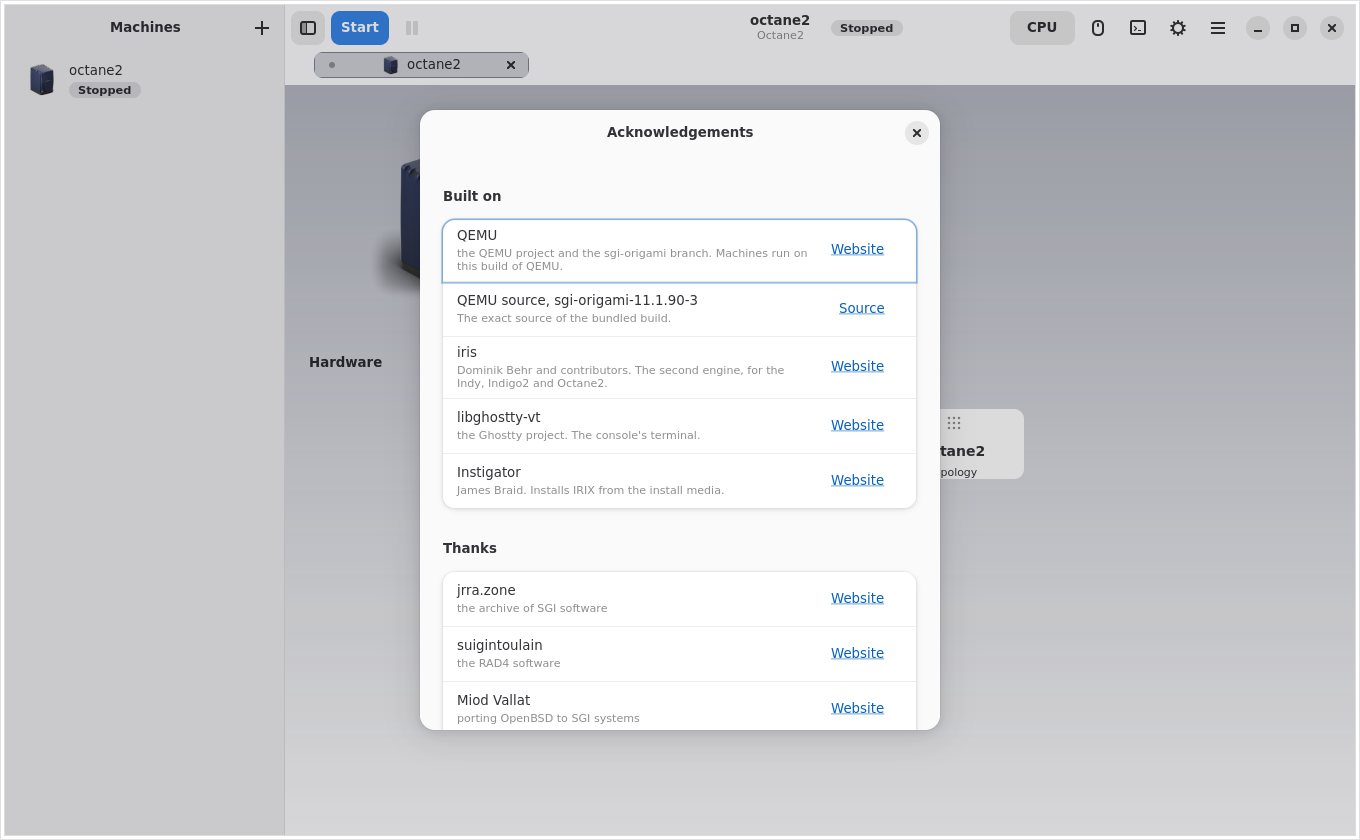 Machines
Start
octane2
Octane2
Stopped
CPU
octane2
Stopped
octane2
Acknowledgements
Built on
QEMU
the QEMU project and the sgi-origami branch. Machines run on
this build of QEMU.
Website
QEMU source, sgi-origami-11.1.90-3
The exact source of the bundled build.
Source
iris
Dominik Behr and contributors. The second engine, for the
Indy, Indigo2 and Octane2.
Website
libghostty-vt
the Ghostty project. The console's terminal.
Website
Instigator
James Braid. Installs IRIX from the install media.
Website
Hardware
tane2
pology
Thanks
jrra.zone
the archive of SGI software
Website
suigintoulain
the RAD4 software
Website
Miod Vallat
porting OpenBSD to SGI systems
Website